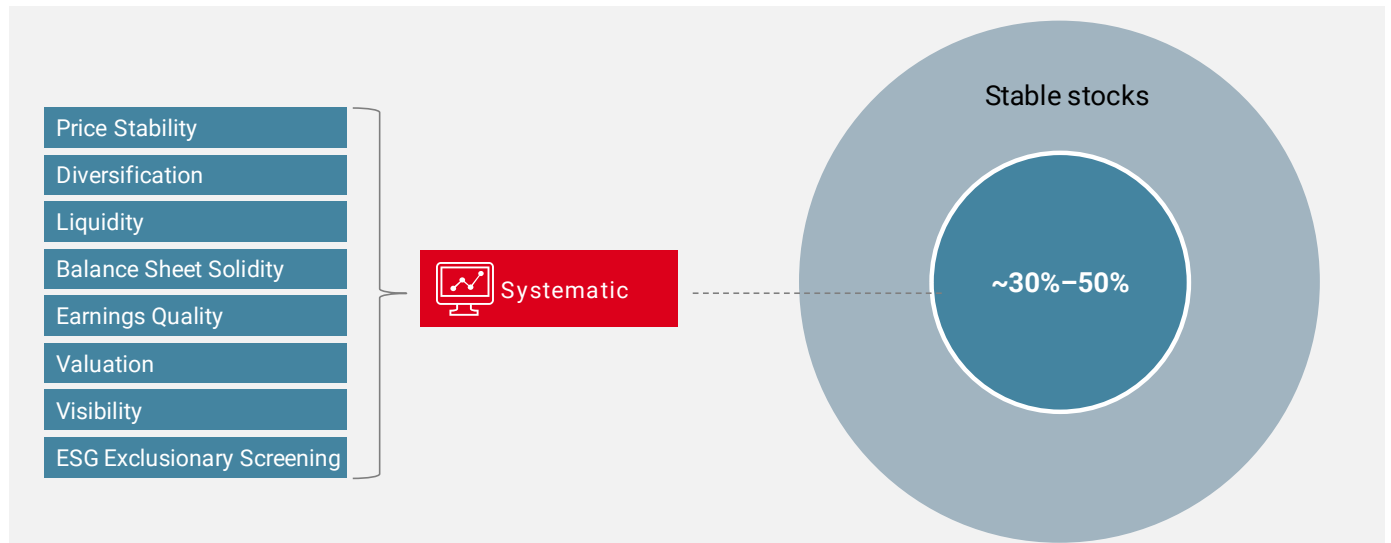 Price Stability
Diversification
Liquidity
Balance Sheet Solidity
Earnings Quality
Valuation
Visibility
ESG Exclusionary Screening
Systematic
Stable stocks
~30%–50%